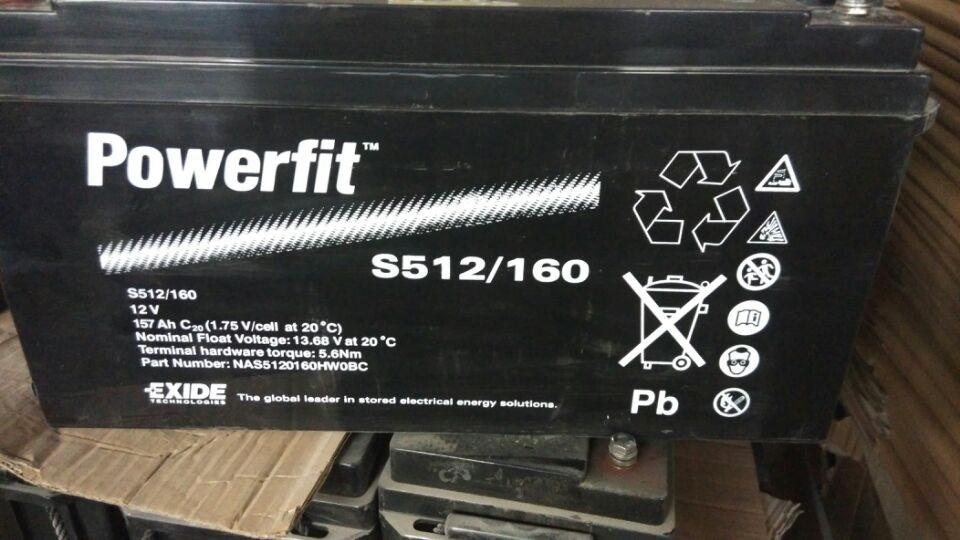 Powerfit™
S512/160
S512/160
12 V
157 Ah C₂₀ (1.75 V/cell at 20°C)
Nominal Float Voltage: 13.68 V at 20°C
Terminal hardware torque: 5.6Nm
Part Number: NAS5120160HW0BC
EXIDE
TECHNOLOGIES
The global leader in stored electrical energy solutions.
Pb